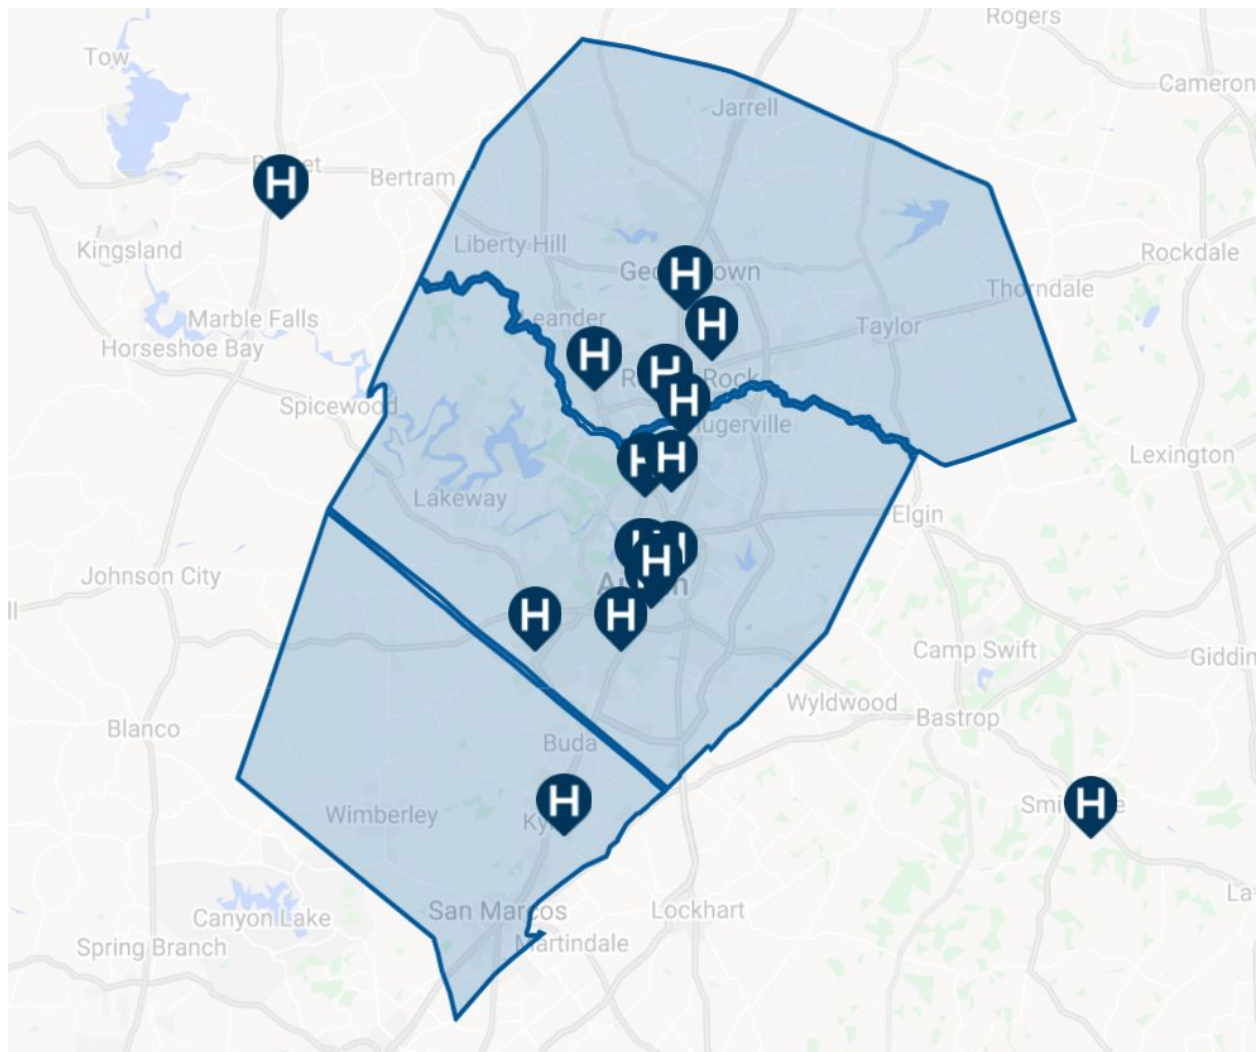 Rogers
Tow
Cameron
Jarrell
Bertram
H
Kingsland
Liberty Hill
Rockdale
H
Thorndale
Marble Falls
H
Taylor
Horseshoe Bay
H
H
Spicewood
H
Lexington
H
H
Lakeway
Elgin
H
H
Johnson City
H
H
Camp Swift
Wyldwood
Bastrop
Blanco
Buda
H
H
Wimberley
San Marcos
Lockhart
Canyon Lake
Martindale
Spring Branch